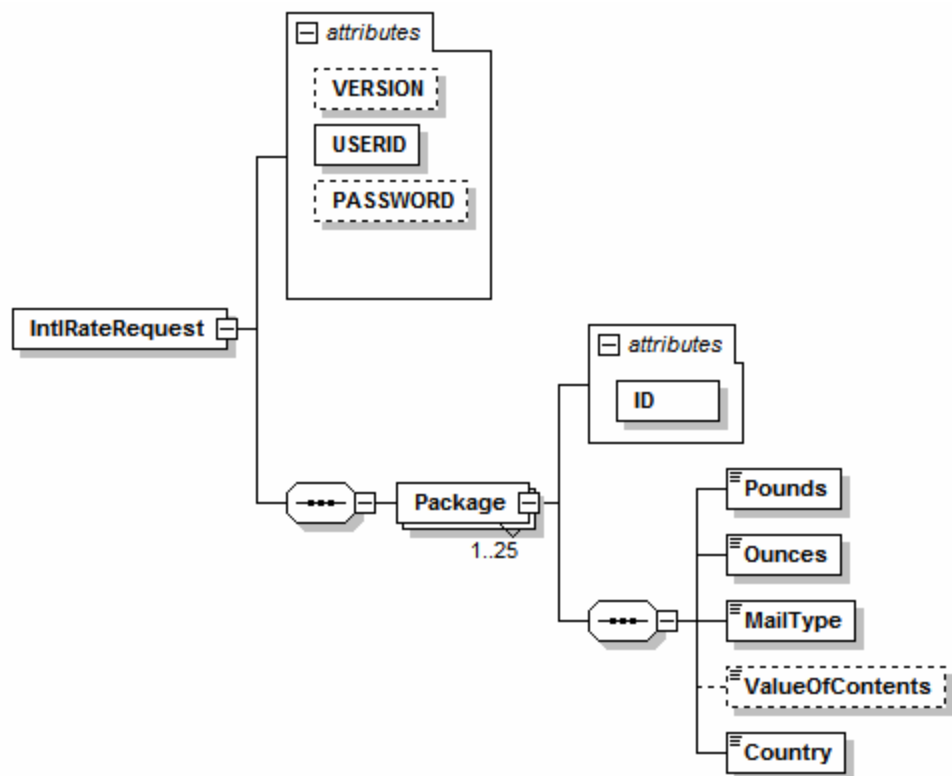 attributes
VERSION
USERID
PASSWORD
IntlRateRequest
attributes
ID
Package
1..25
Pounds
Ounces
MailType
ValueOfContents
Country